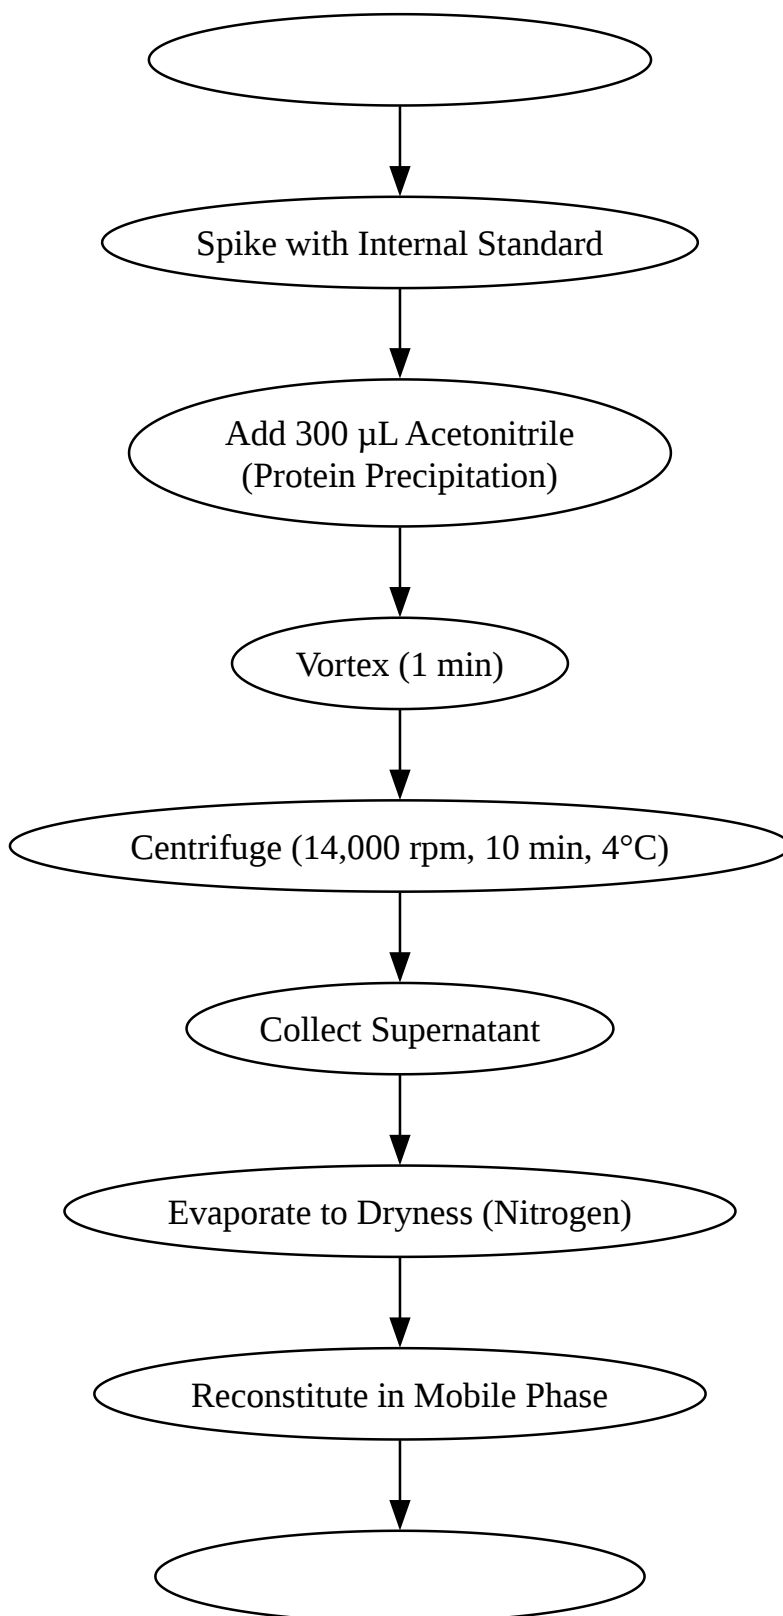 Spike with Internal Standard
Add 300 µL Acetonitrile
(Protein Precipitation)
Vortex (1 min)
Centrifuge (14,000 rpm, 10 min, 4°C)
Collect Supernatant
Evaporate to Dryness (Nitrogen)
Reconstitute in Mobile Phase